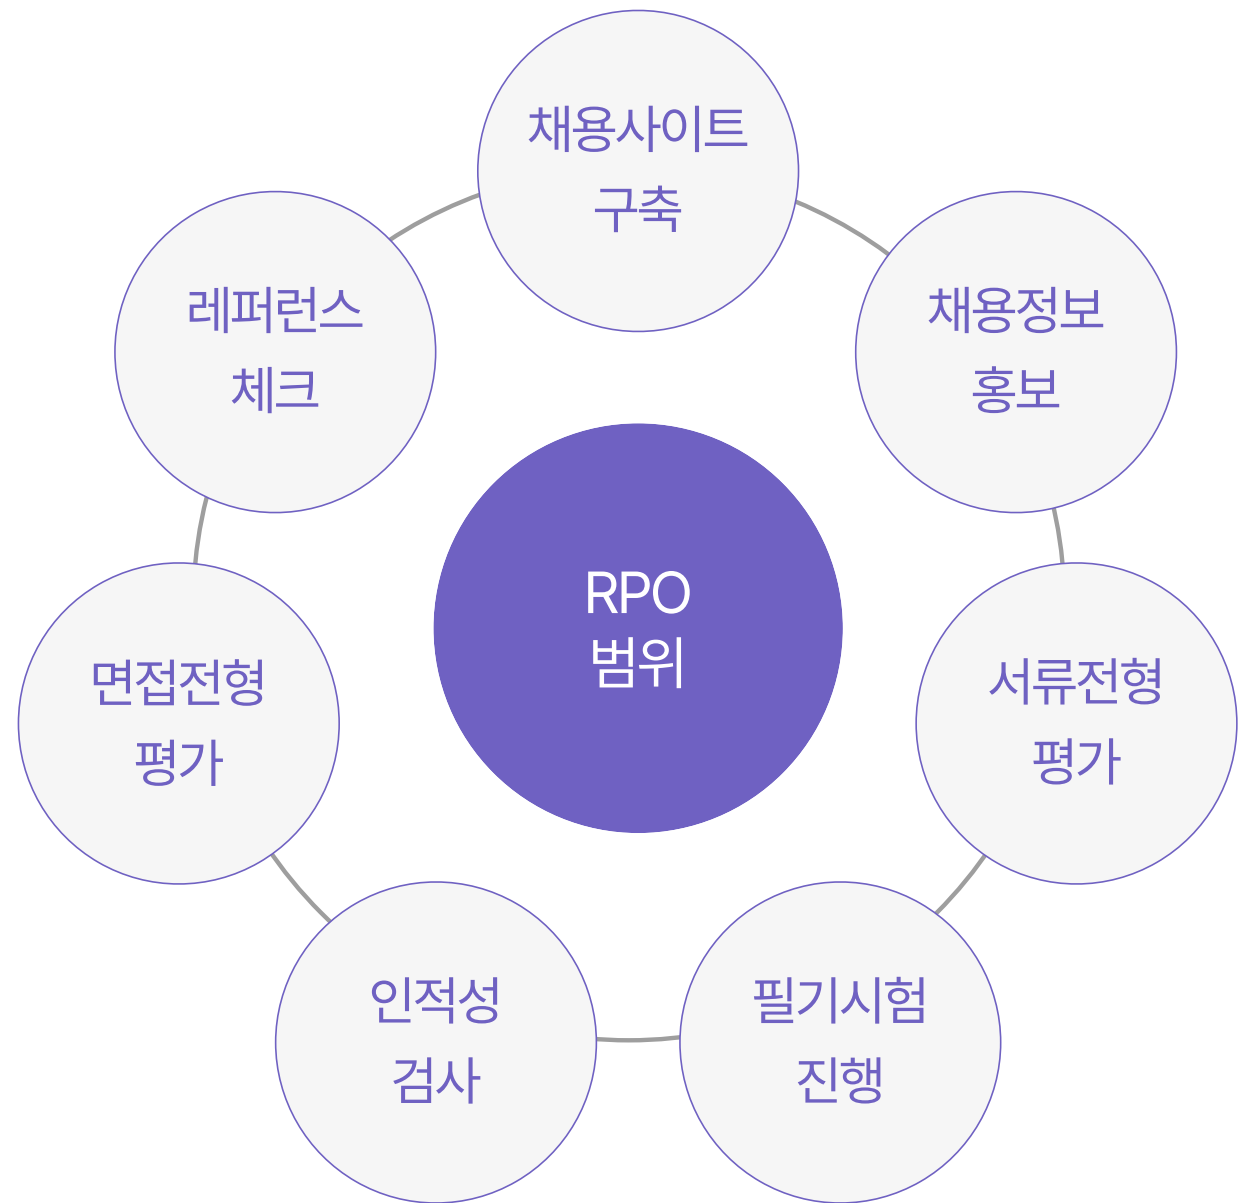 채용사이트
구축
채용정보
홍보
서류전형
평가
필기시험
진행
인적성
검사
면접전형
평가
레퍼런스
체크
RPO
범위